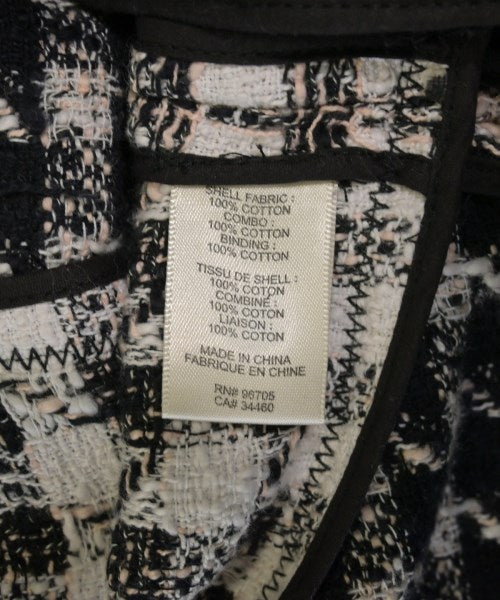 SHELL FABRIC :
100% COTTON
COMBO :
100% COTTON
BINDING :
100% COTTON
TISSU DE SHELL :
100% COTON
COMBINÉ :
100% COTON
LIAISON :
100% COTON
MADE IN CHINA
FABRIQUE EN CHINE
RN# 96705
CA# 34460